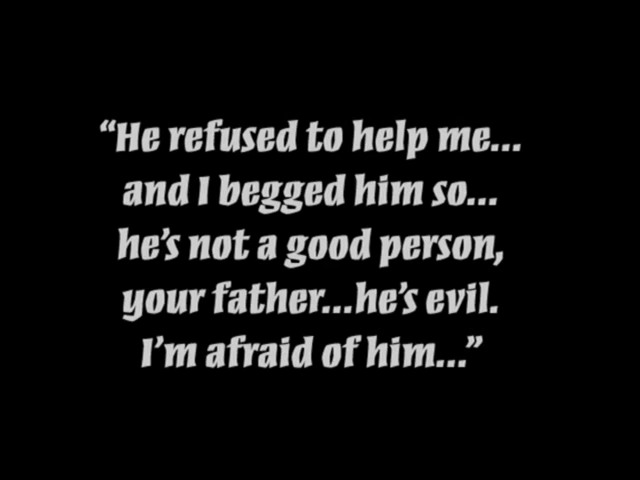 “He refused to help me...
and I begged him so...
he’s not a good person,
your father...he’s evil.
I’m afraid of him...”